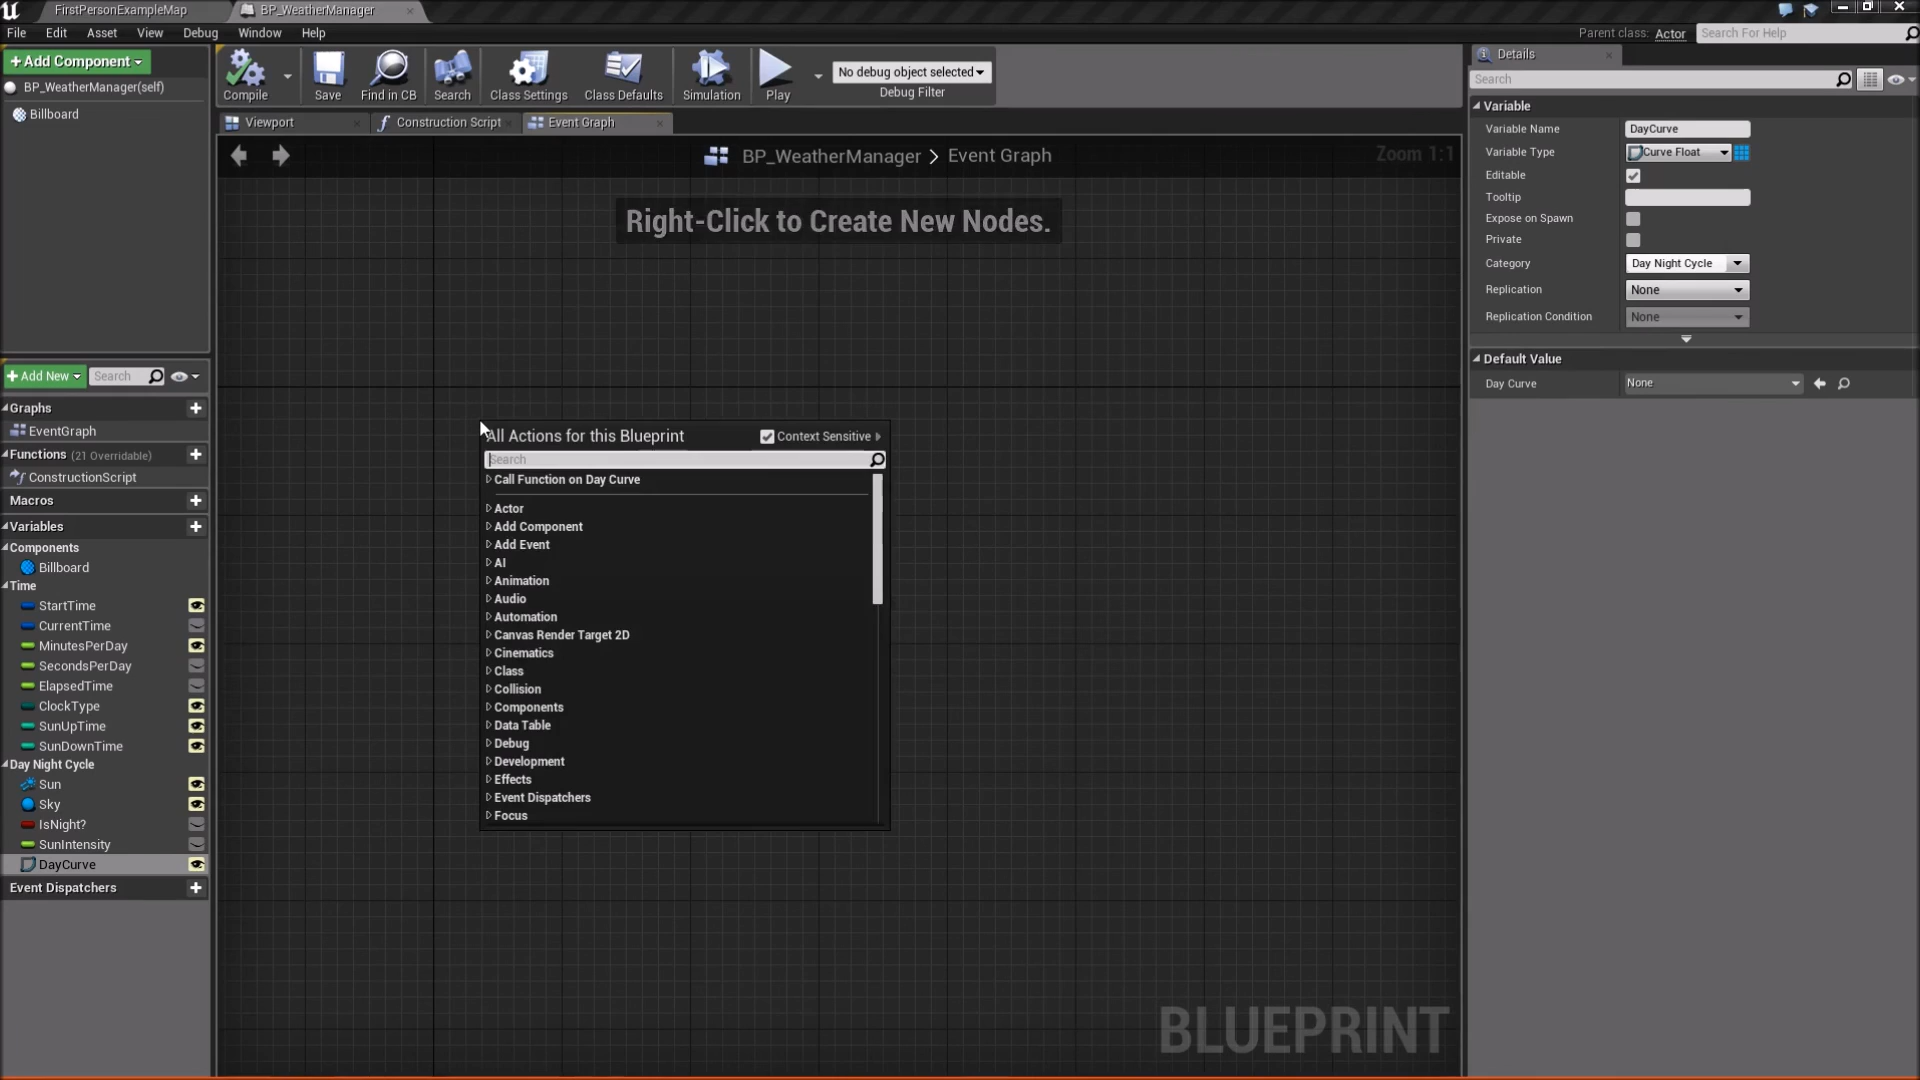 FirstPersonExampleMap
BP_WeatherManager
File Edit Asset View Debug Window Help
Parent class: Actor
Search For Help
+Add Component
BP_WeatherManager(self)
Billboard
Compile
Save
Find in CB
Search
Class Settings
Class Defaults
Simulation
Play
No debug object selected
Debug Filter
Viewport
Construction Script
Event Graph
BP_WeatherManager > Event Graph
Zoom 1:1
Right-Click to Create New Nodes.
+Add New
Search
Graphs
EventGraph
Functions (21 Overridable)
ConstructionScript
Macros
Variables
Components
Billboard
Time
StartTime
CurrentTime
MinutesPerDay
SecondsPerDay
ElapsedTime
ClockType
SunUpTime
SunDownTime
Day Night Cycle
Sun
Sky
IsNight?
SunIntensity
DayCurve
Event Dispatchers
All Actions for this Blueprint
Context Sensitive
Search
Call Function on Day Curve
Actor
Add Component
Add Event
AI
Animation
Audio
Automation
Canvas Render Target 2D
Cinematics
Class
Collision
Components
Data Table
Debug
Development
Effects
Event Dispatchers
Focus
BLUEPRINT
Details
Search
Variable
Variable Name DayCurve
Variable Type Curve Float
Editable
Tooltip
Expose on Spawn
Private
Category Day Night Cycle
Replication None
Replication Condition None
Default Value
Day Curve None